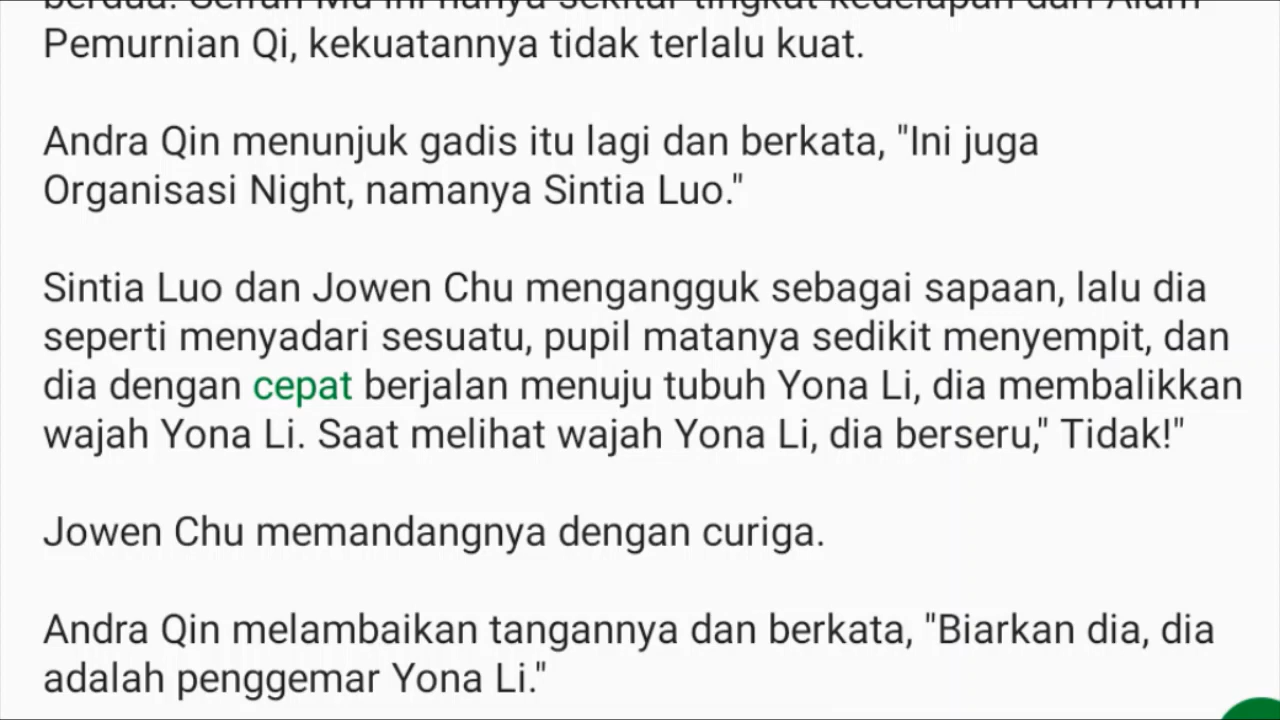 Pemurnian Qi, kekuatannya tidak terlalu kuat.
Andra Qin menunjuk gadis itu lagi dan berkata, "Ini juga
Organisasi Night, namanya Sintia Luo."
Sintia Luo dan Jowen Chu mengangguk sebagai sapaan, lalu dia
seperti menyadari sesuatu, pupil matanya sedikit menyempit, dan
dia dengan cepat berjalan menuju tubuh Yona Li, dia membalikkan
wajah Yona Li. Saat melihat wajah Yona Li, dia berseru," Tidak!"
Jowen Chu memandangnya dengan curiga.
Andra Qin melambaikan tangannya dan berkata, "Biarkan dia, dia
adalah penggemar Yona Li."